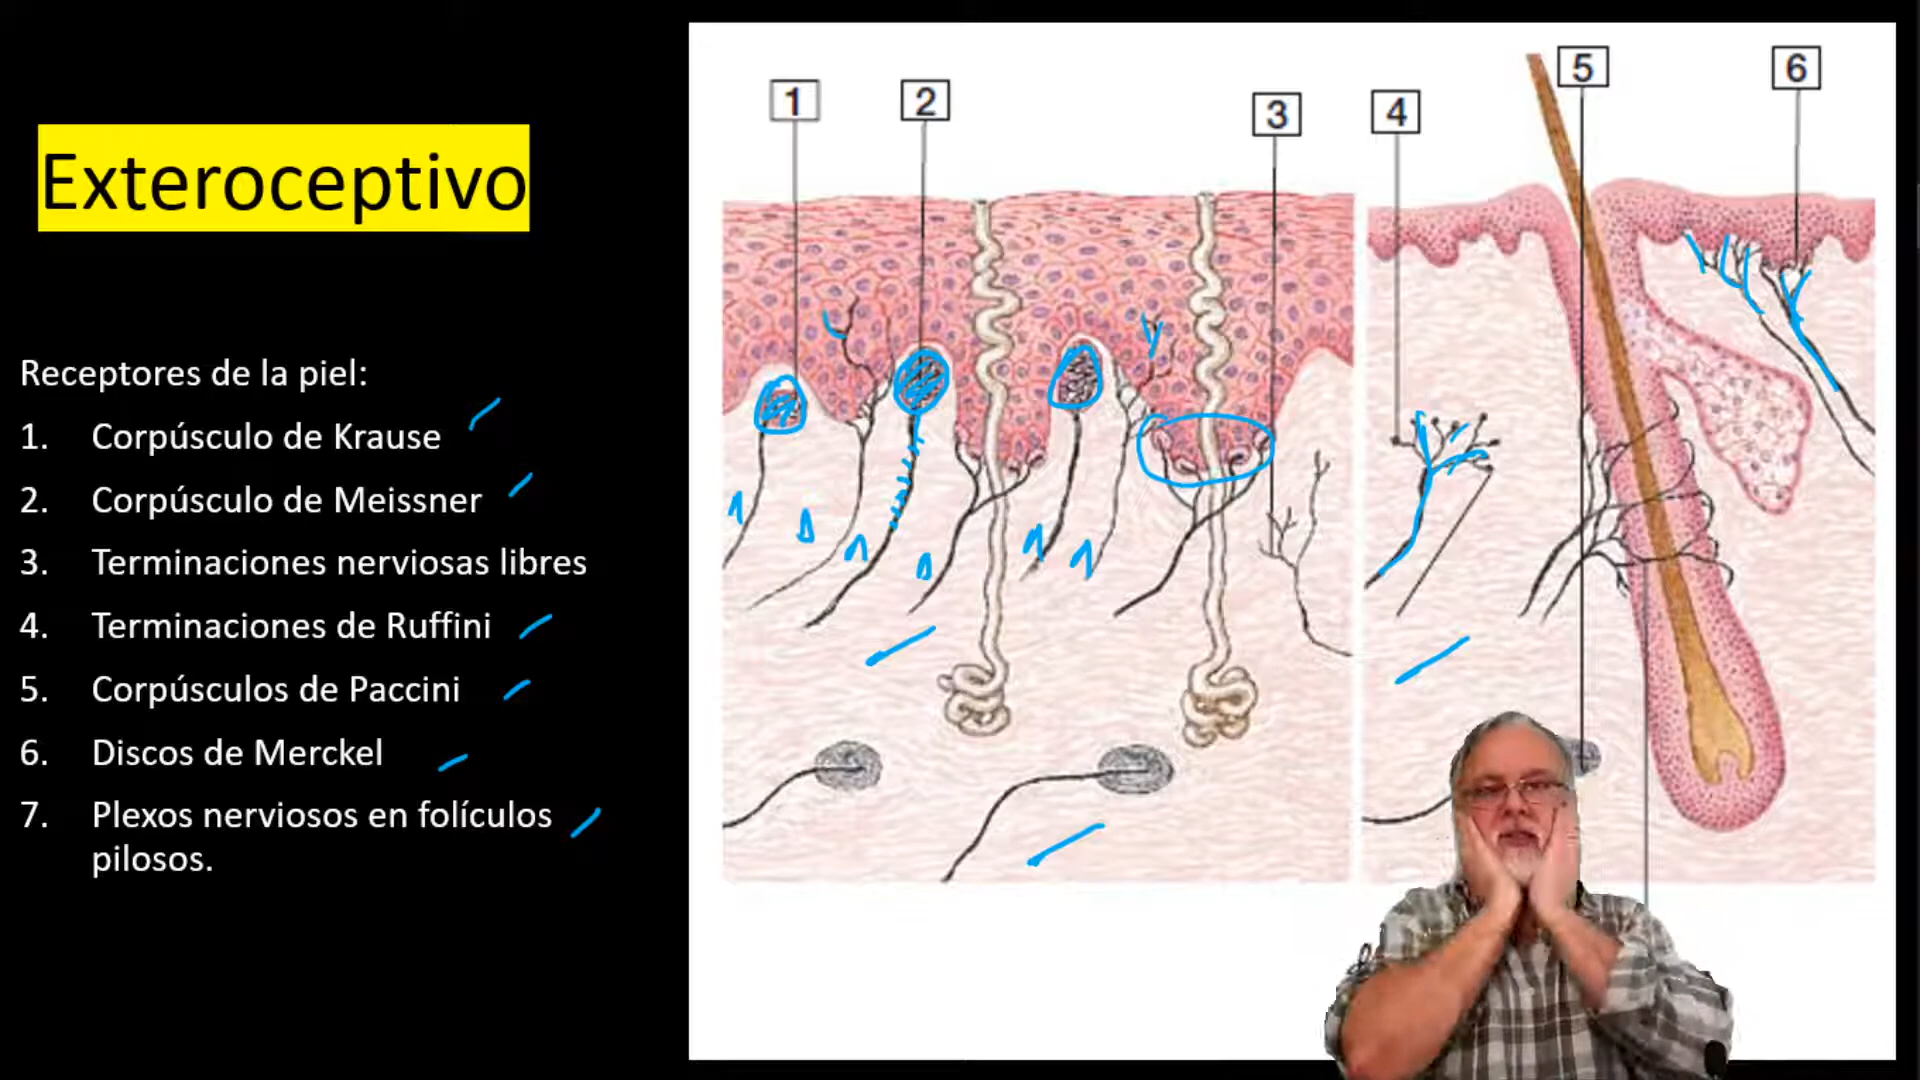 Exteroceptivo
Receptores de la piel:
1. Corpúsculo de Krause
2. Corpúsculo de Meissner
3. Terminaciones nerviosas libres
4. Terminaciones de Ruffini
5. Corpúsculos de Paccini
6. Discos de Merckel
7. Plexos nerviosos en folículos
pilosos.
1
2
3
4
5
6